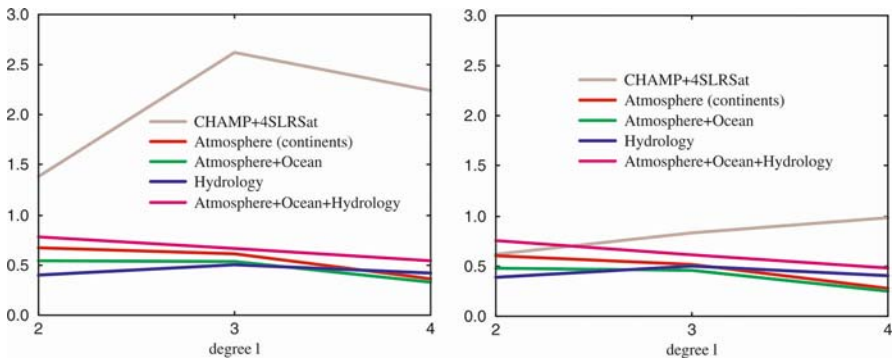 3.0
2.5
2.0
1.5
1.0
0.5
0.0
CHAMP+4SLRSat
Atmosphere (continents)
Atmosphere+Ocean
Hydrology
Atmosphere+Ocean+Hydrology
2
3
4
degree l
3.0
2.5
2.0
1.5
1.0
0.5
0.0
CHAMP+4SLRSat
Atmosphere (continents)
Atmosphere+Ocean
Hydrology
Atmosphere+Ocean+Hydrology
2
3
4
degree l